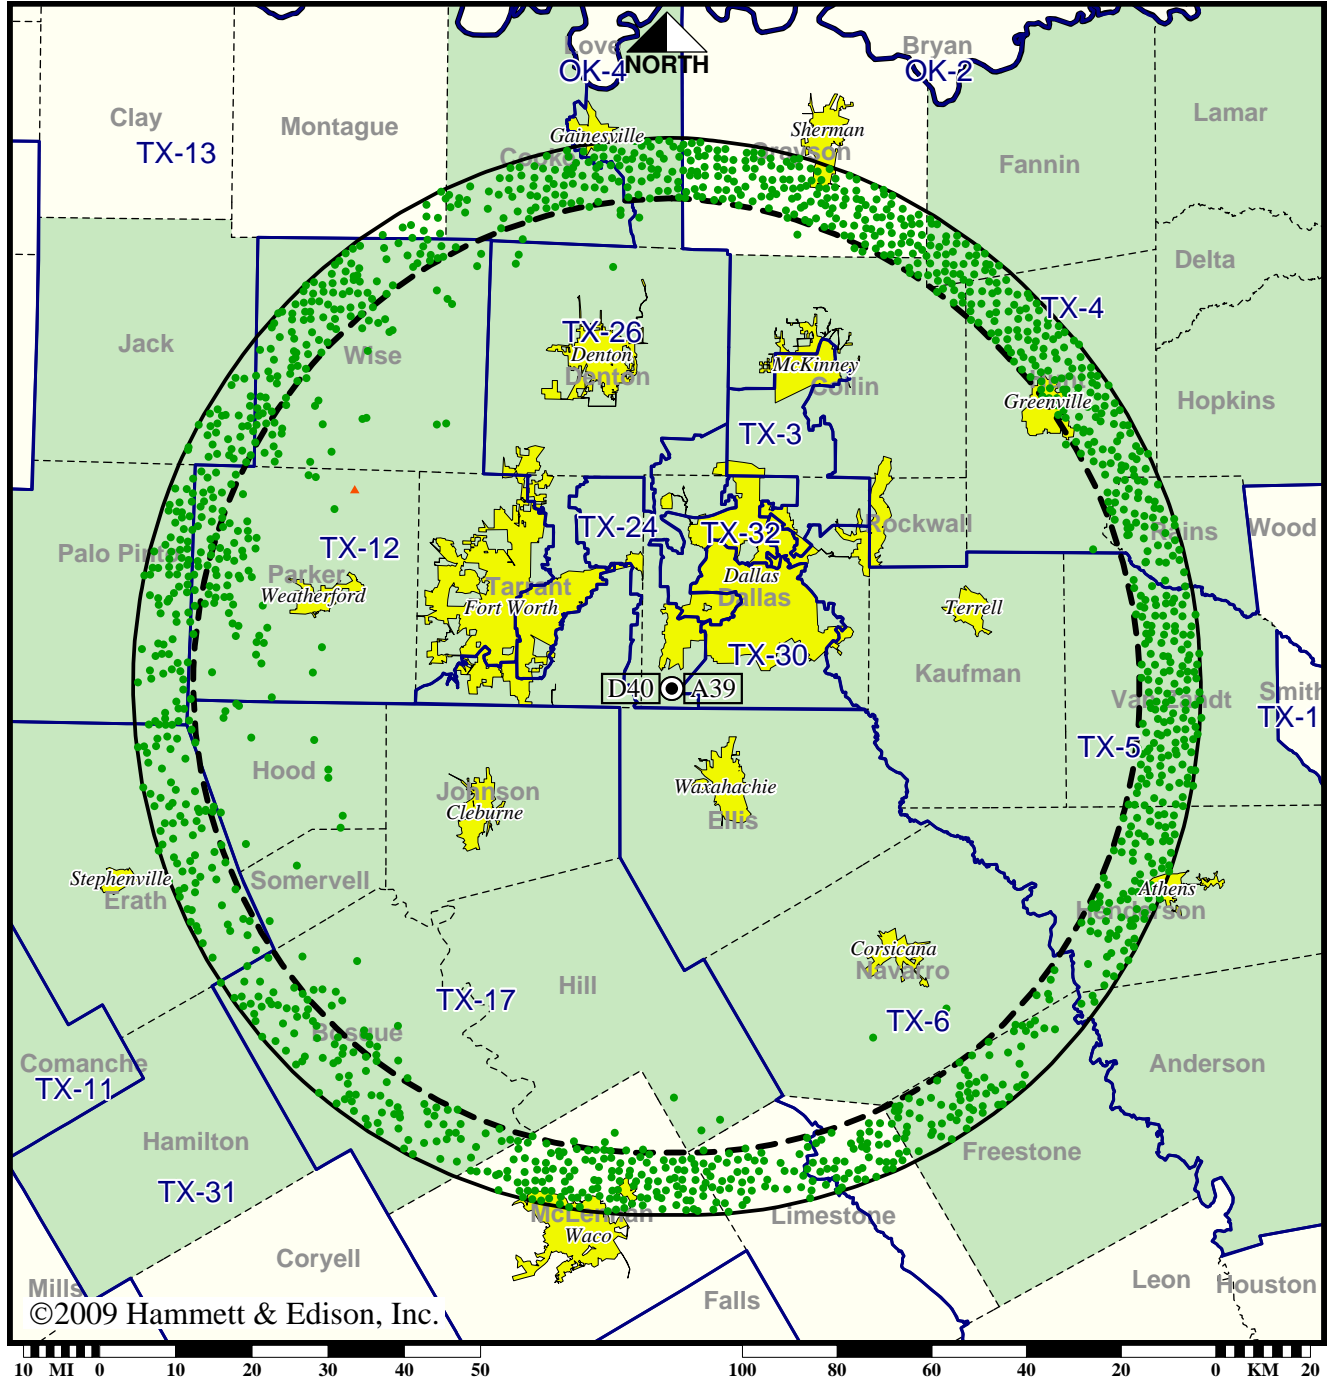 Love
OK-4
NORTH
Bryan
OK-2
Clay
TX-13
Montague
Gainesville
Cooke
Sherman
Grayson
Lamar
Fannin
Delta
TX-4
Jack
Wise
TX-26
Denton
Denton
McKinney
Collin
Greenville
Hopkins
TX-3
TX-24
TX-32
Rockwall
Rains
Wood
Palo Pinto
TX-12
Parker
Weatherford
Tarrant
Fort Worth
Dallas
Dallas
Terrell
TX-30
Kaufman
D40
A39
Van Zandt
Smith
TX-1
TX-5
Hood
Johnson
Cleburne
Waxahachie
Ellis
Stephenville
Erath
Somervell
Athens
Henderson
Corsicana
Navarro
Hill
TX-17
TX-6
Bosque
Comanche
TX-11
Anderson
Hamilton
Freestone
TX-31
McLennan
Waco
Limestone
Coryell
Mills
Falls
Leon
Houston
©2009 Hammett & Edison, Inc.
10 MI 0 10 20 30 40 50 100 80 60 40 20 0 KM 20